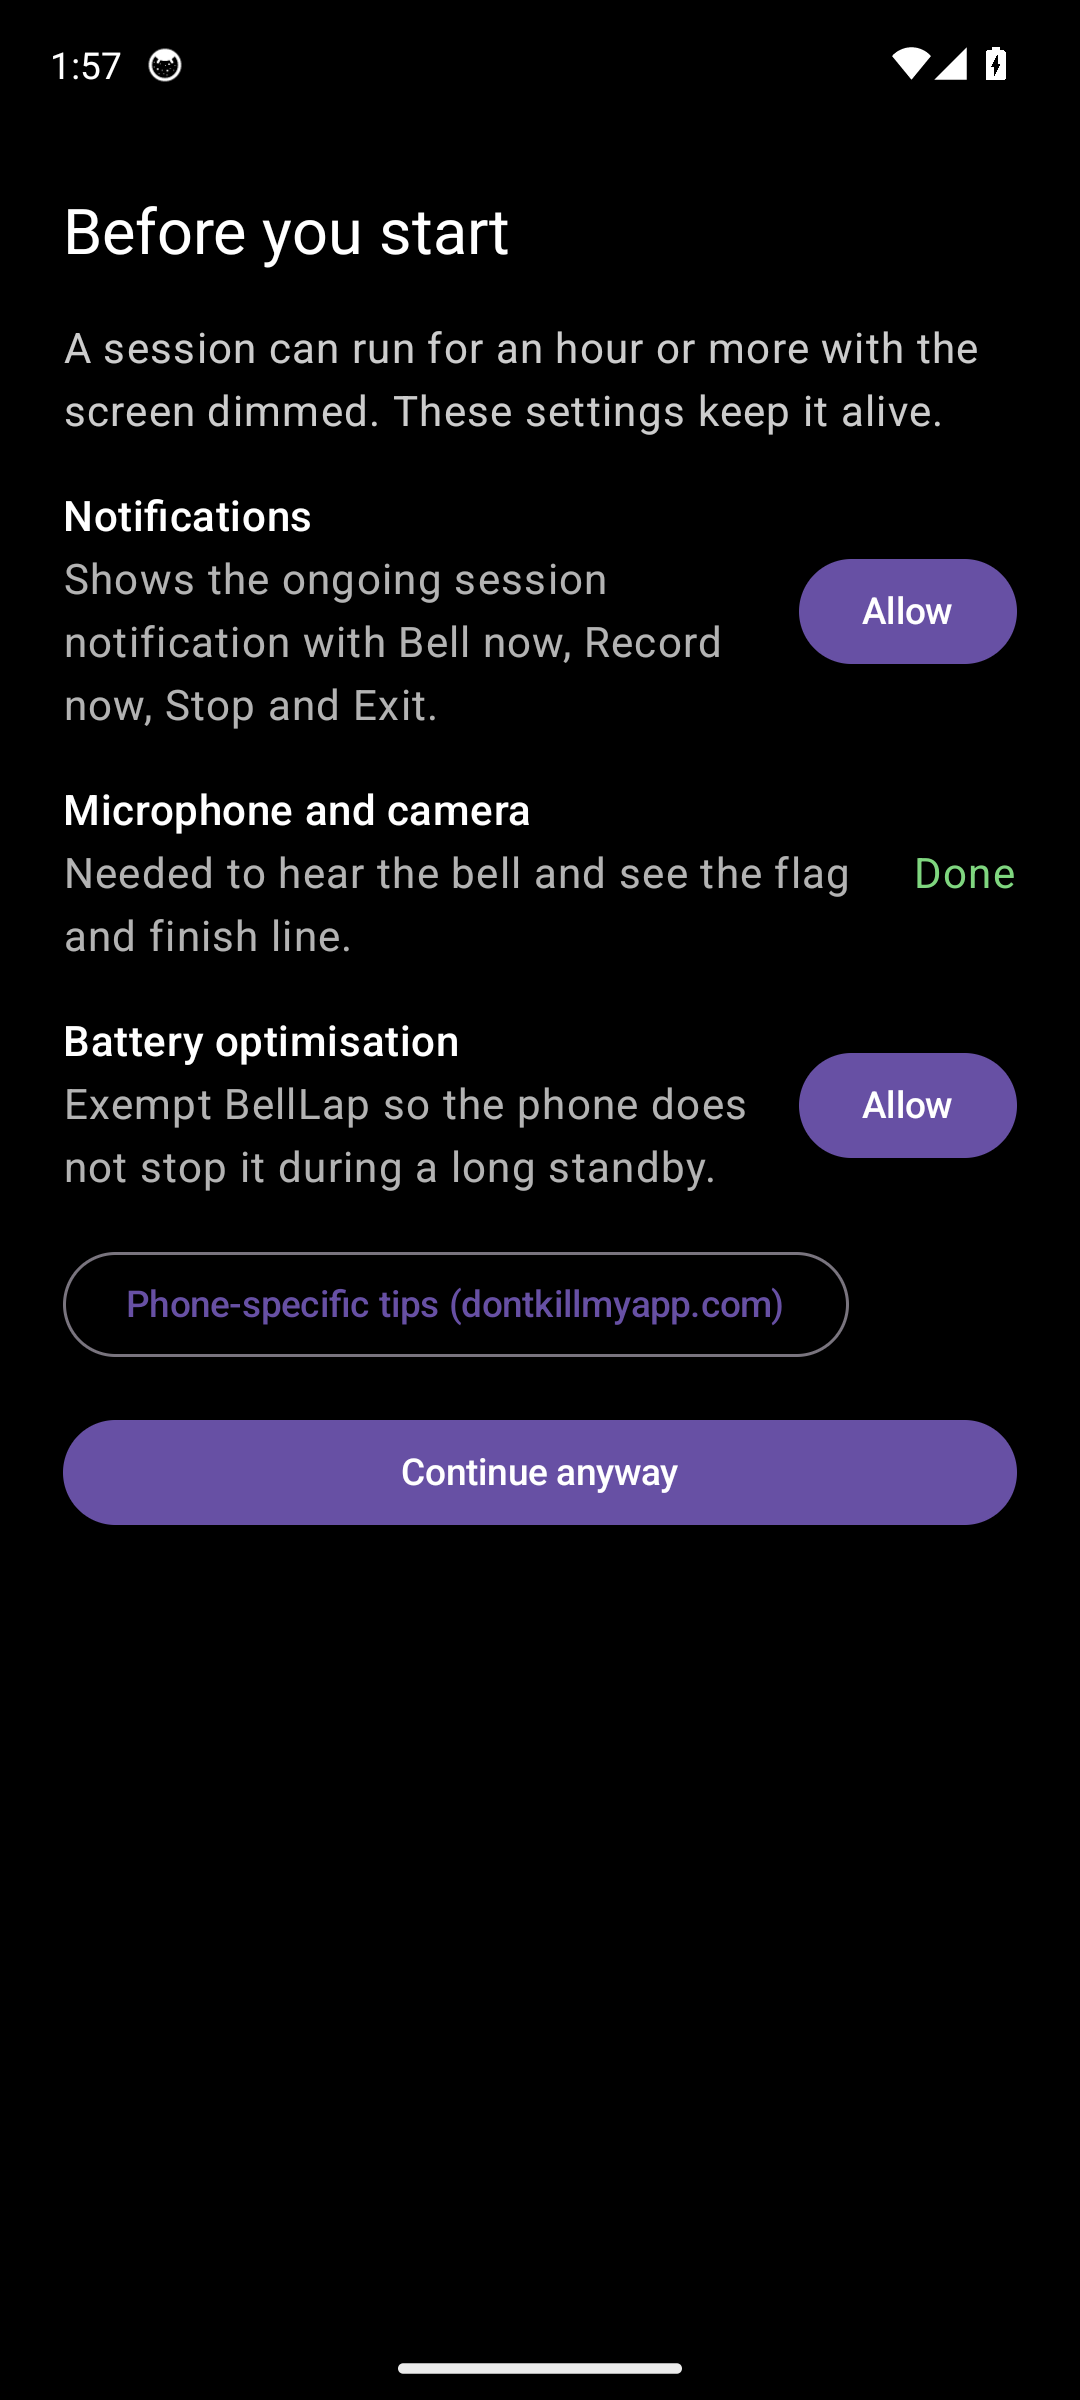 1:57
Before you start
A session can run for an hour or more with the
screen dimmed. These settings keep it alive.
Notifications
Shows the ongoing session
notification with Bell now, Record
now, Stop and Exit.
Allow
Microphone and camera
Needed to hear the bell and see the flag
and finish line.
Done
Battery optimisation
Exempt BellLap so the phone does
not stop it during a long standby.
Allow
Phone-specific tips (dontkillmyapp.com)
Continue anyway